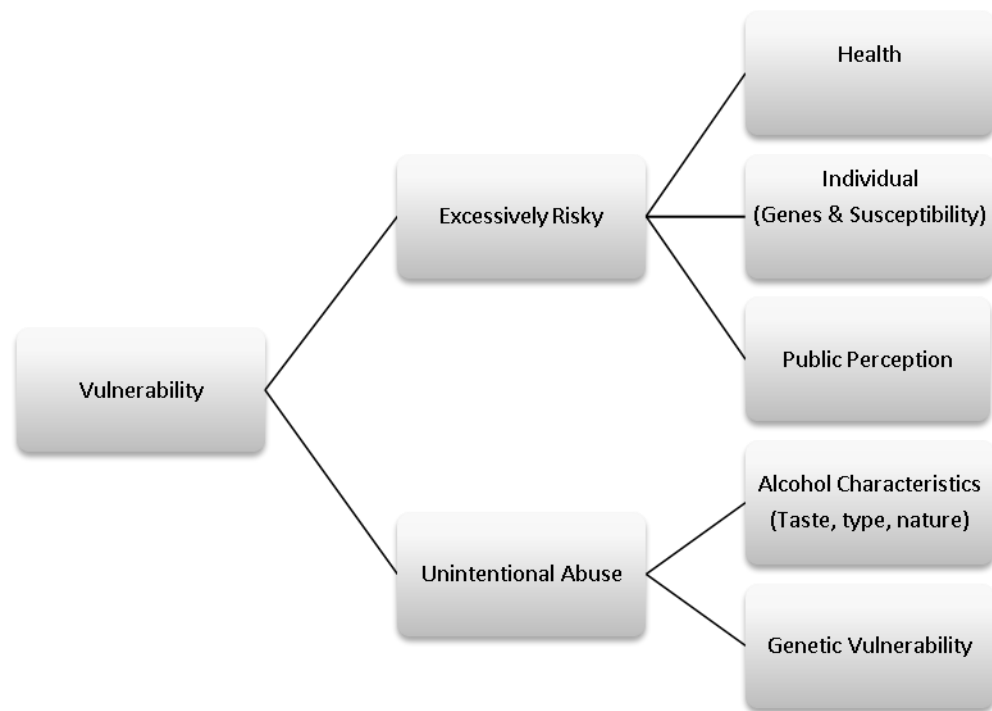 Health
Individual
(Genes & Susceptibility)
Excessively Risky
Public Perception
Vulnerability
Alcohol Characteristics
(Taste, type, nature)
Unintentional Abuse
Genetic Vulnerability